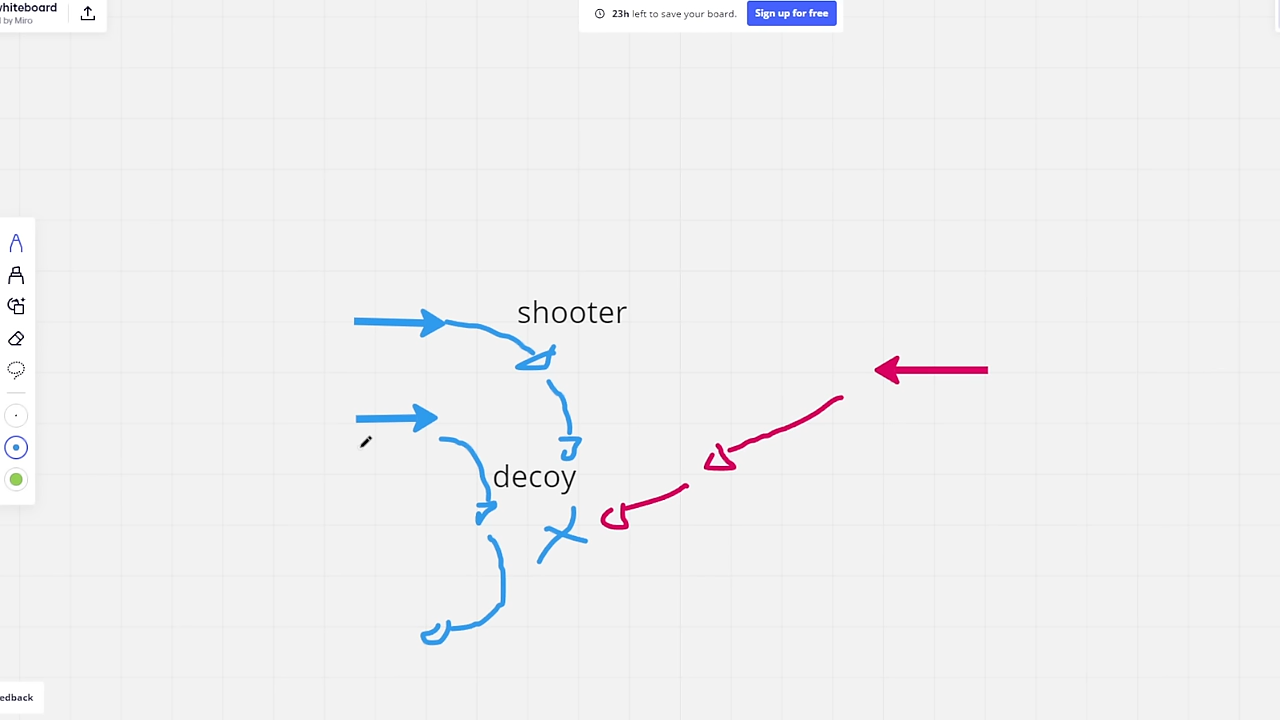 whiteboard
by Miro
23h left to save your board.
Sign up for free
shooter
decoy
edback